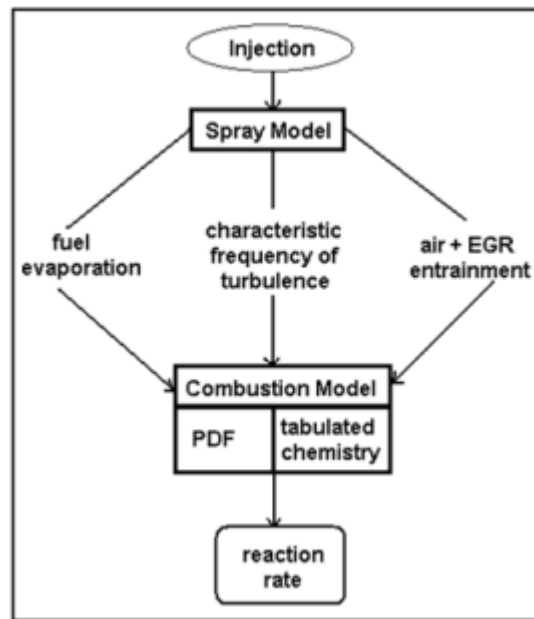 Injection
Spray Model
fuel
evaporation
characteristic
frequency of
turbulence
air + EGR
entrainment
Combustion Model
PDF
tabulated
chemistry
reaction
rate